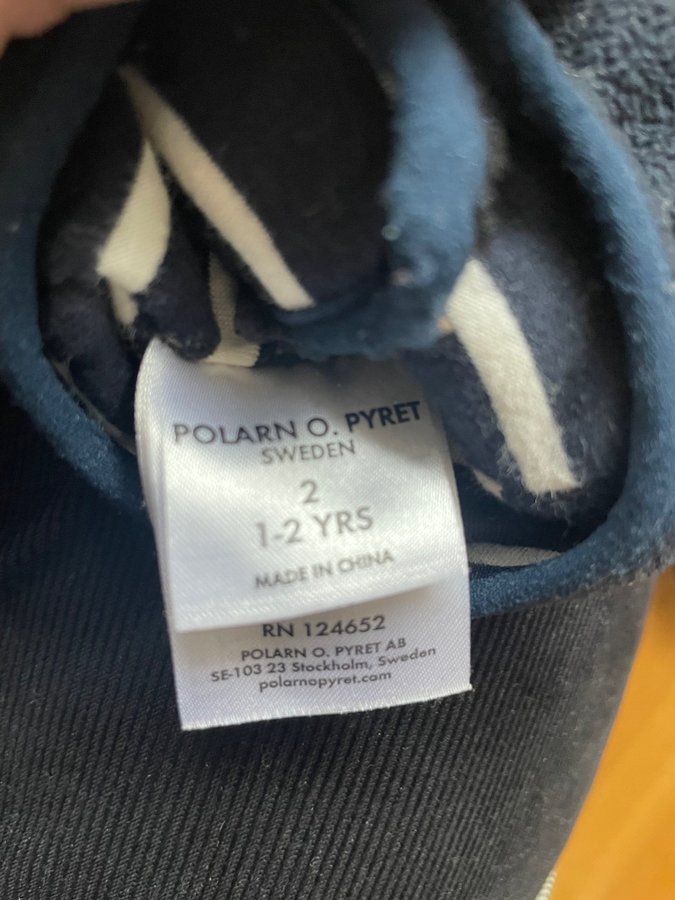 POLARN O. PYRET
SWEDEN
2
1-2 YRS
MADE IN CHINA
RN 124652
POLARN O. PYRET AB
SE-103 23 Stockholm, Sweden
polarnopyret.com